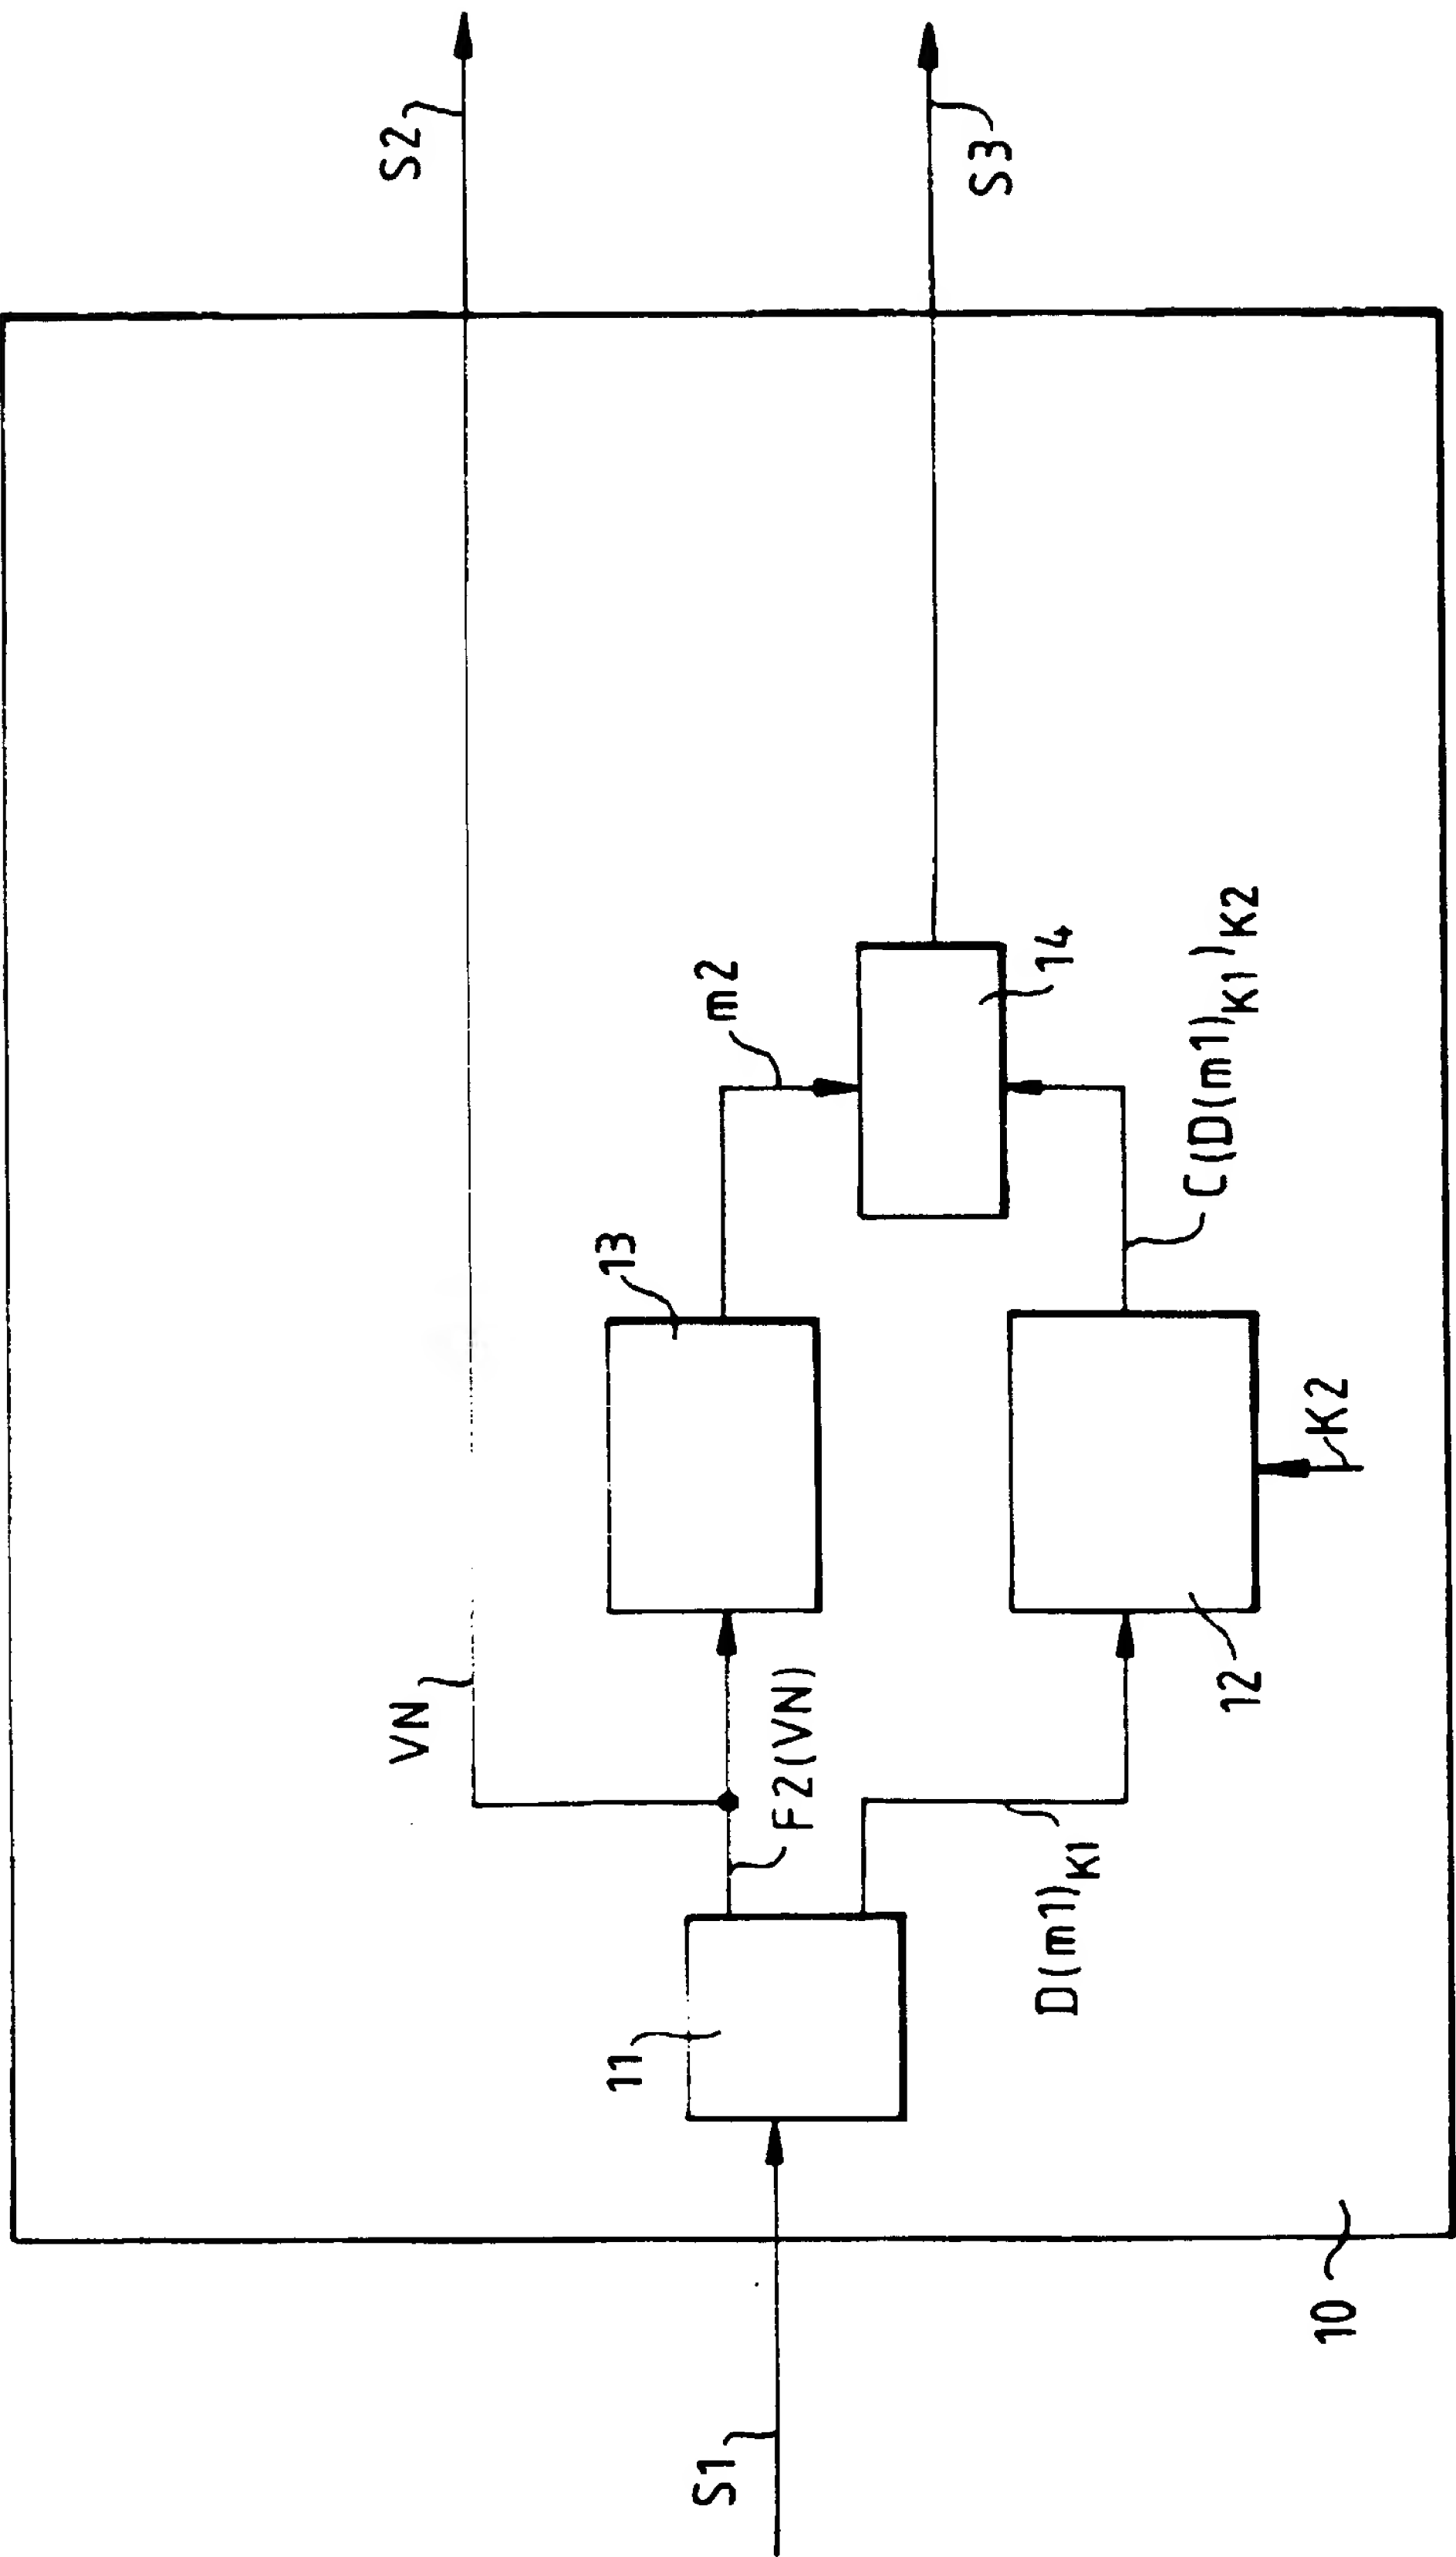 S2
S3
VN
13
m2
14
F2(VN)
11
D(m1)K1
12
K2
C(D(m1)K1)K2
S1
10